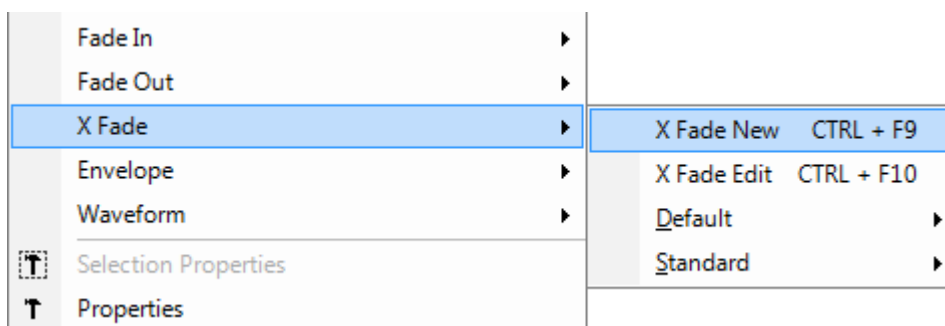 Fade In
Fade Out
X Fade
Envelope
Waveform
Selection Properties
Properties
X Fade New CTRL + F9
X Fade Edit CTRL + F10
Default
Standard